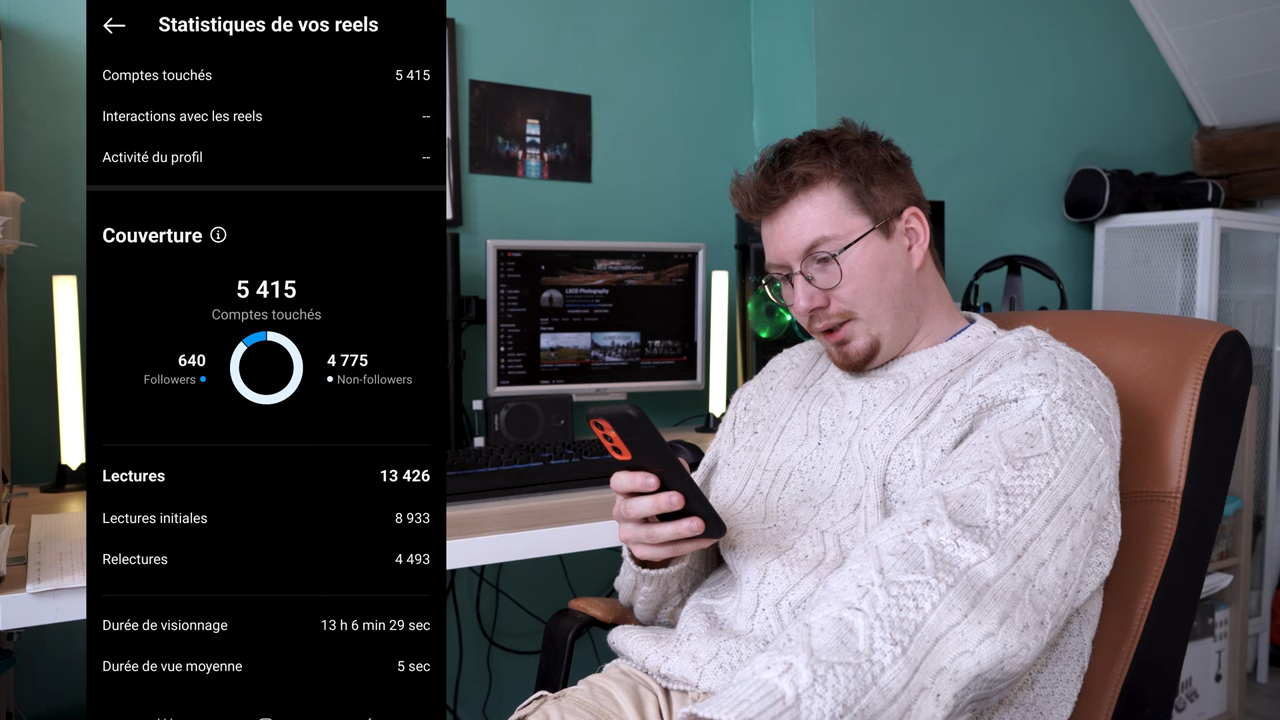 Statistiques de vos reels
Comptes touchés 5 415
Interactions avec les reels --
Activité du profil --
Couverture
5 415
Comptes touchés
640 4 775
Followers Non-followers
Lectures 13 426
Lectures initiales 8 933
Relectures 4 493
Durée de visionnage 13 h 6 min 29 sec
Durée de vue moyenne 5 sec
LSCD Photography